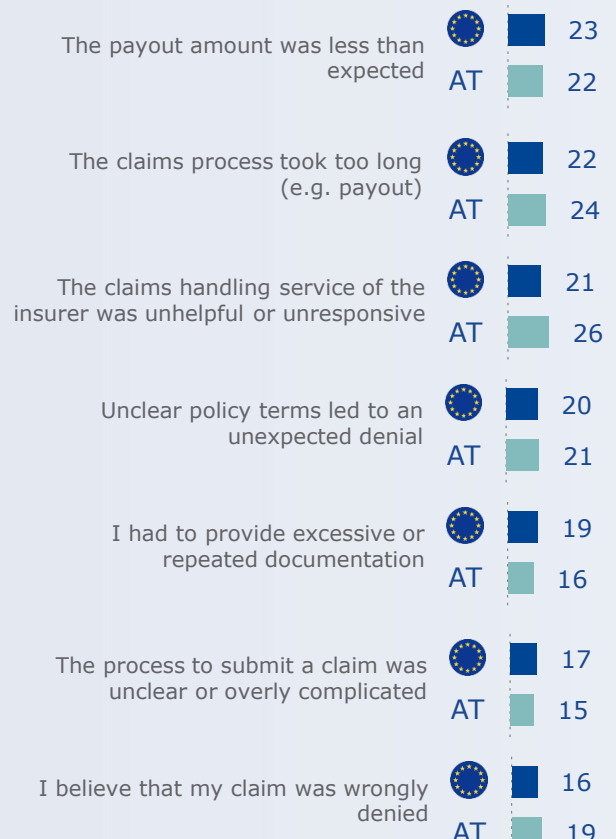 The payout amount was less than
expected
23
AT 22
The claims process took too long
(e.g. payout)
22
AT 24
The claims handling service of the
insurer was unhelpful or unresponsive
21
AT 26
Unclear policy terms led to an
unexpected denial
20
AT 21
I had to provide excessive or
repeated documentation
19
AT 16
The process to submit a claim was
unclear or overly complicated
17
AT 15
I believe that my claim was wrongly
denied
16
AT 19